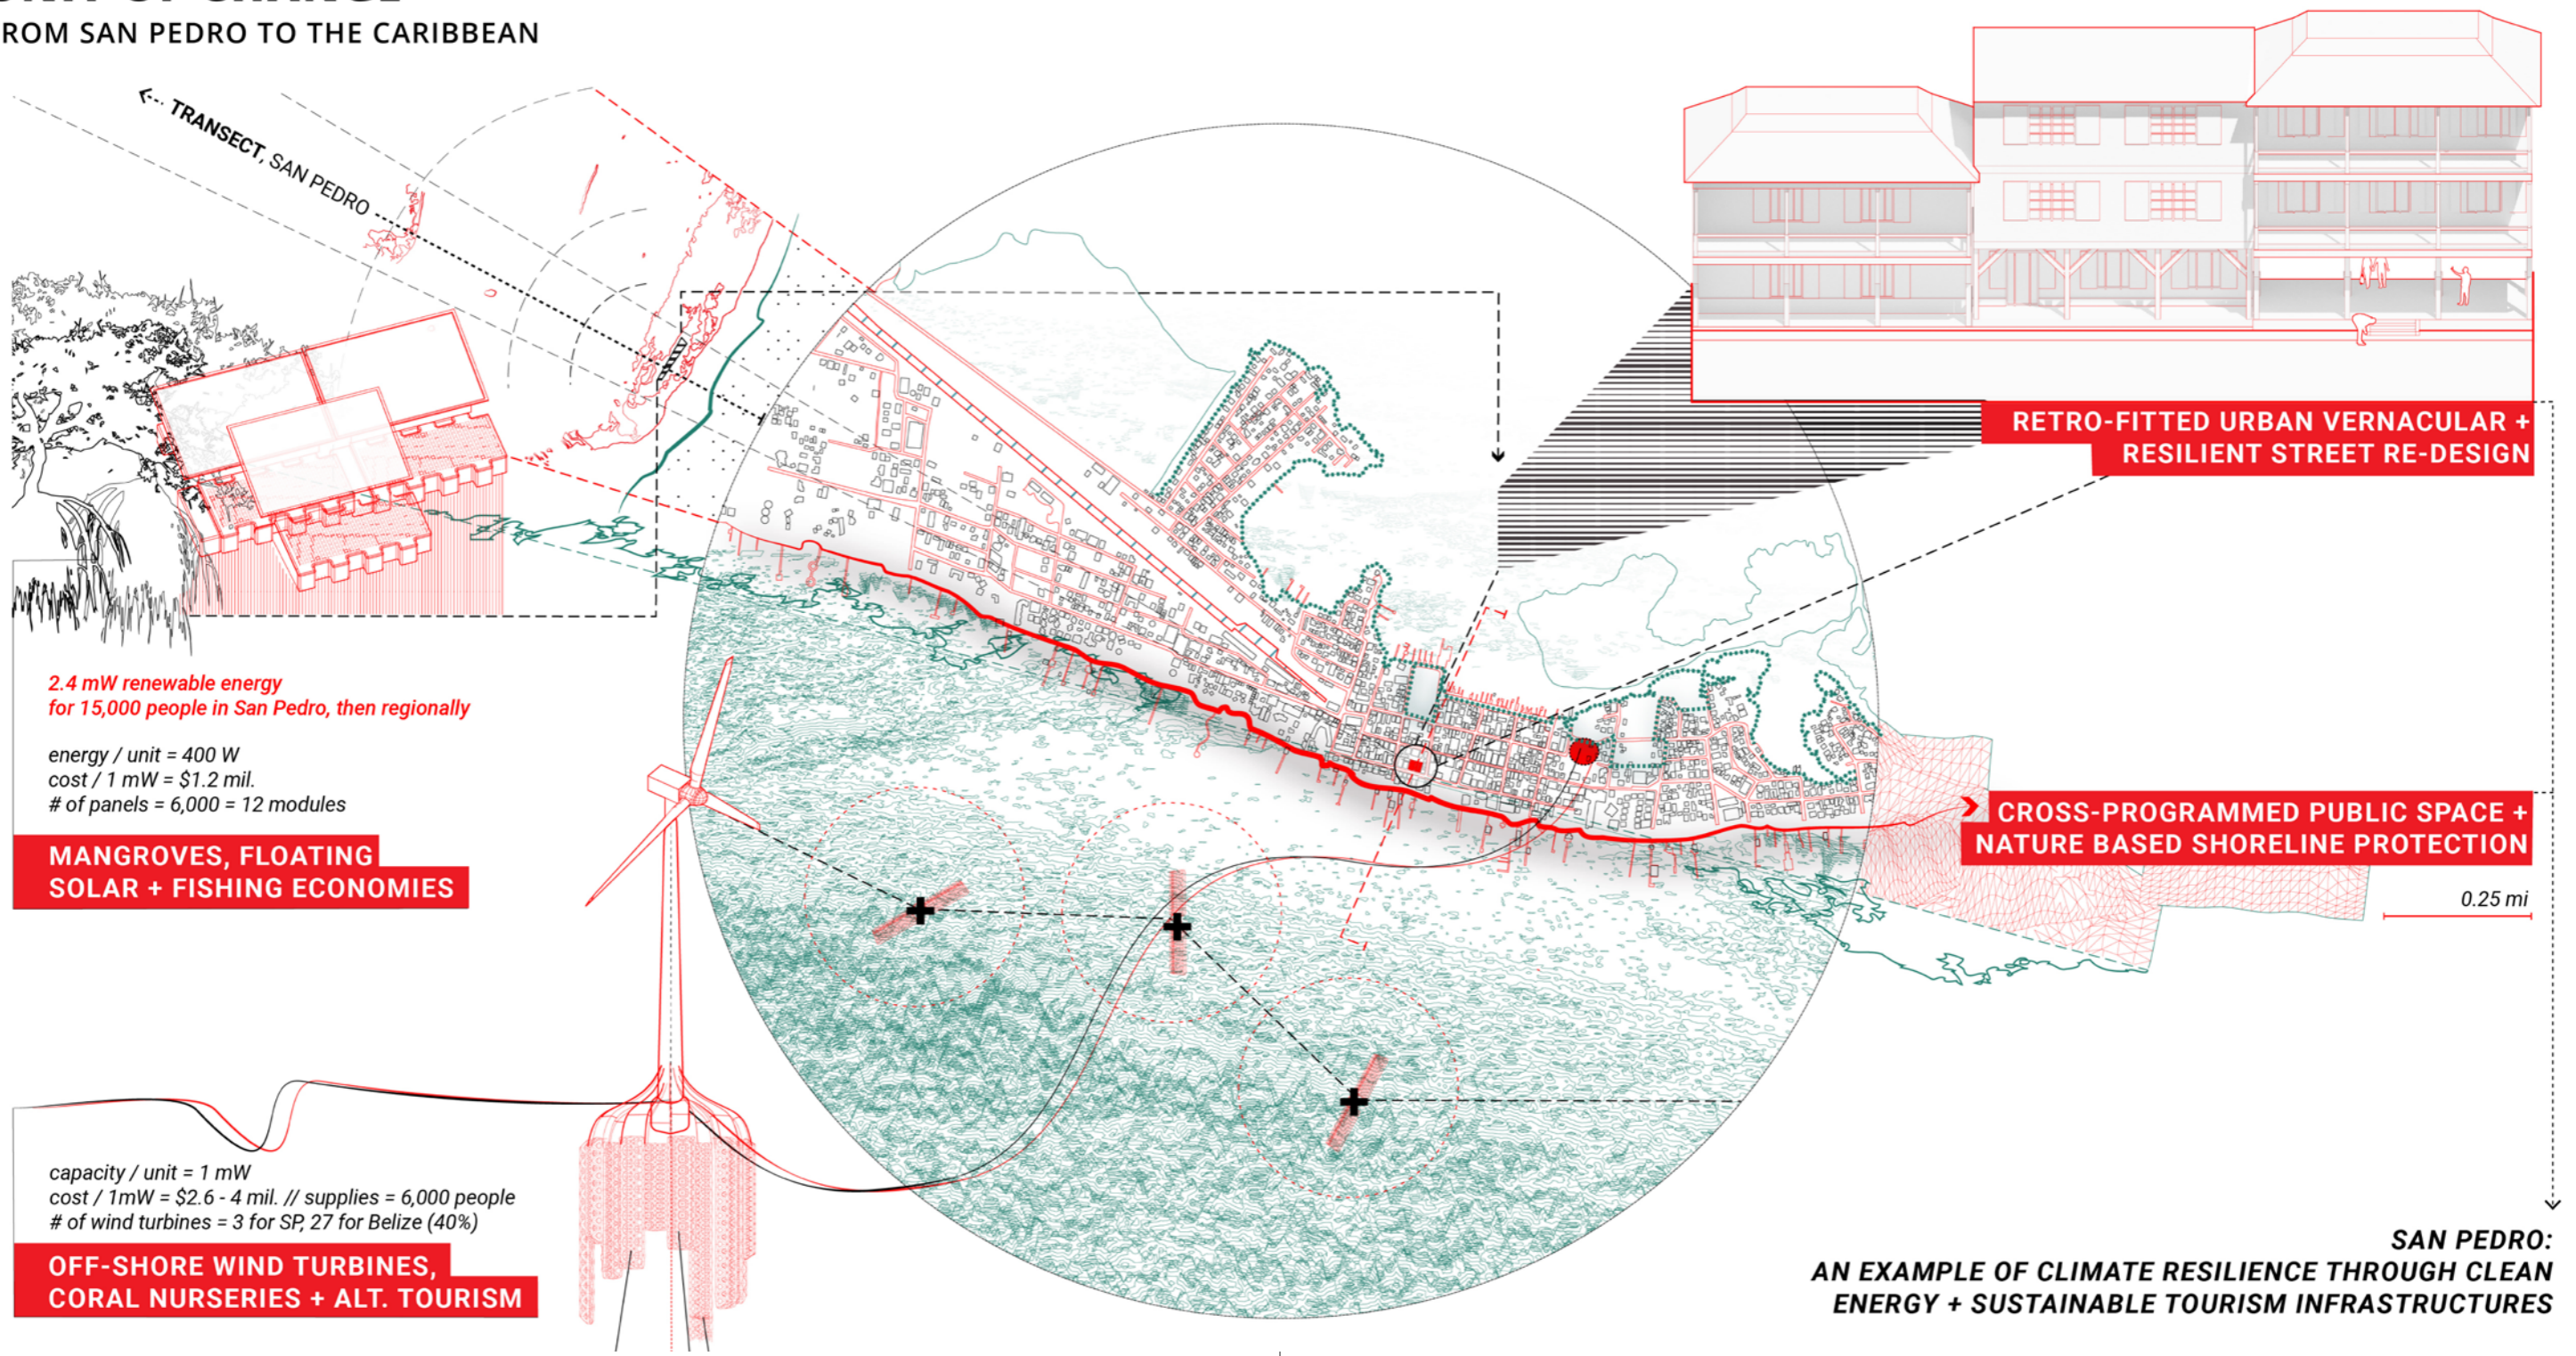 FROM SAN PEDRO TO THE CARIBBEAN
TRANSECT, SAN PEDRO
RETRO-FITTED URBAN VERNACULAR +
RESILIENT STREET RE-DESIGN
2.4 mW renewable energy
for 15,000 people in San Pedro, then regionally
energy / unit = 400 W
cost / 1 mW = $1.2 mil.
# of panels = 6,000 = 12 modules
MANGROVES, FLOATING
SOLAR + FISHING ECONOMIES
CROSS-PROGRAMMED PUBLIC SPACE +
NATURE BASED SHORELINE PROTECTION
0.25 mi
capacity / unit = 1 mW
cost / 1mW = $2.6 - 4 mil. // supplies = 6,000 people
# of wind turbines = 3 for SP, 27 for Belize (40%)
OFF-SHORE WIND TURBINES,
CORAL NURSERIES + ALT. TOURISM
SAN PEDRO:
AN EXAMPLE OF CLIMATE RESILIENCE THROUGH CLEAN
ENERGY + SUSTAINABLE TOURISM INFRASTRUCTURES